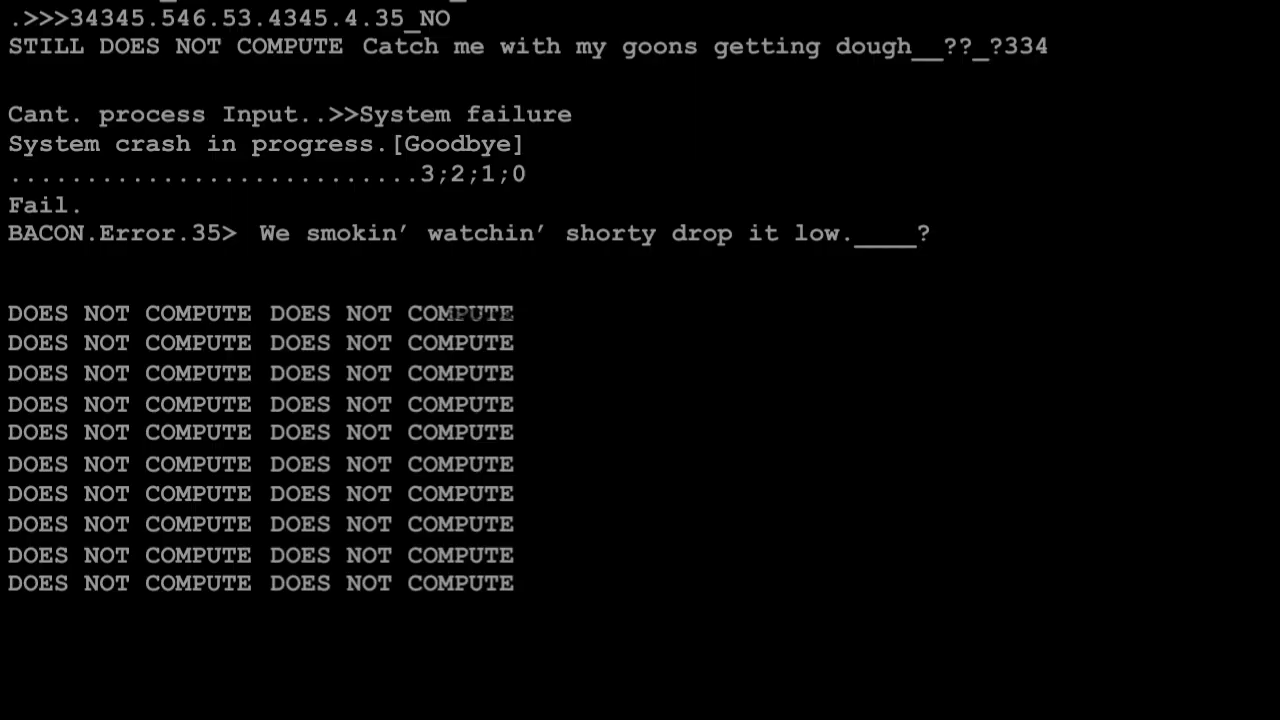 .>>>34345.546.53.4345.4.35_NO
STILL DOES NOT COMPUTE Catch me with my goons getting dough__??_?334
Cant. process Input..>>System failure
System crash in progress.[Goodbye]
...........................3;2;1;0
Fail.
BACON.Error.35> We smokin’ watchin’ shorty drop it low.____?
DOES NOT COMPUTE DOES NOT COMPUTE
DOES NOT COMPUTE DOES NOT COMPUTE
DOES NOT COMPUTE DOES NOT COMPUTE
DOES NOT COMPUTE DOES NOT COMPUTE
DOES NOT COMPUTE DOES NOT COMPUTE
DOES NOT COMPUTE DOES NOT COMPUTE
DOES NOT COMPUTE DOES NOT COMPUTE
DOES NOT COMPUTE DOES NOT COMPUTE
DOES NOT COMPUTE DOES NOT COMPUTE
DOES NOT COMPUTE DOES NOT COMPUTE